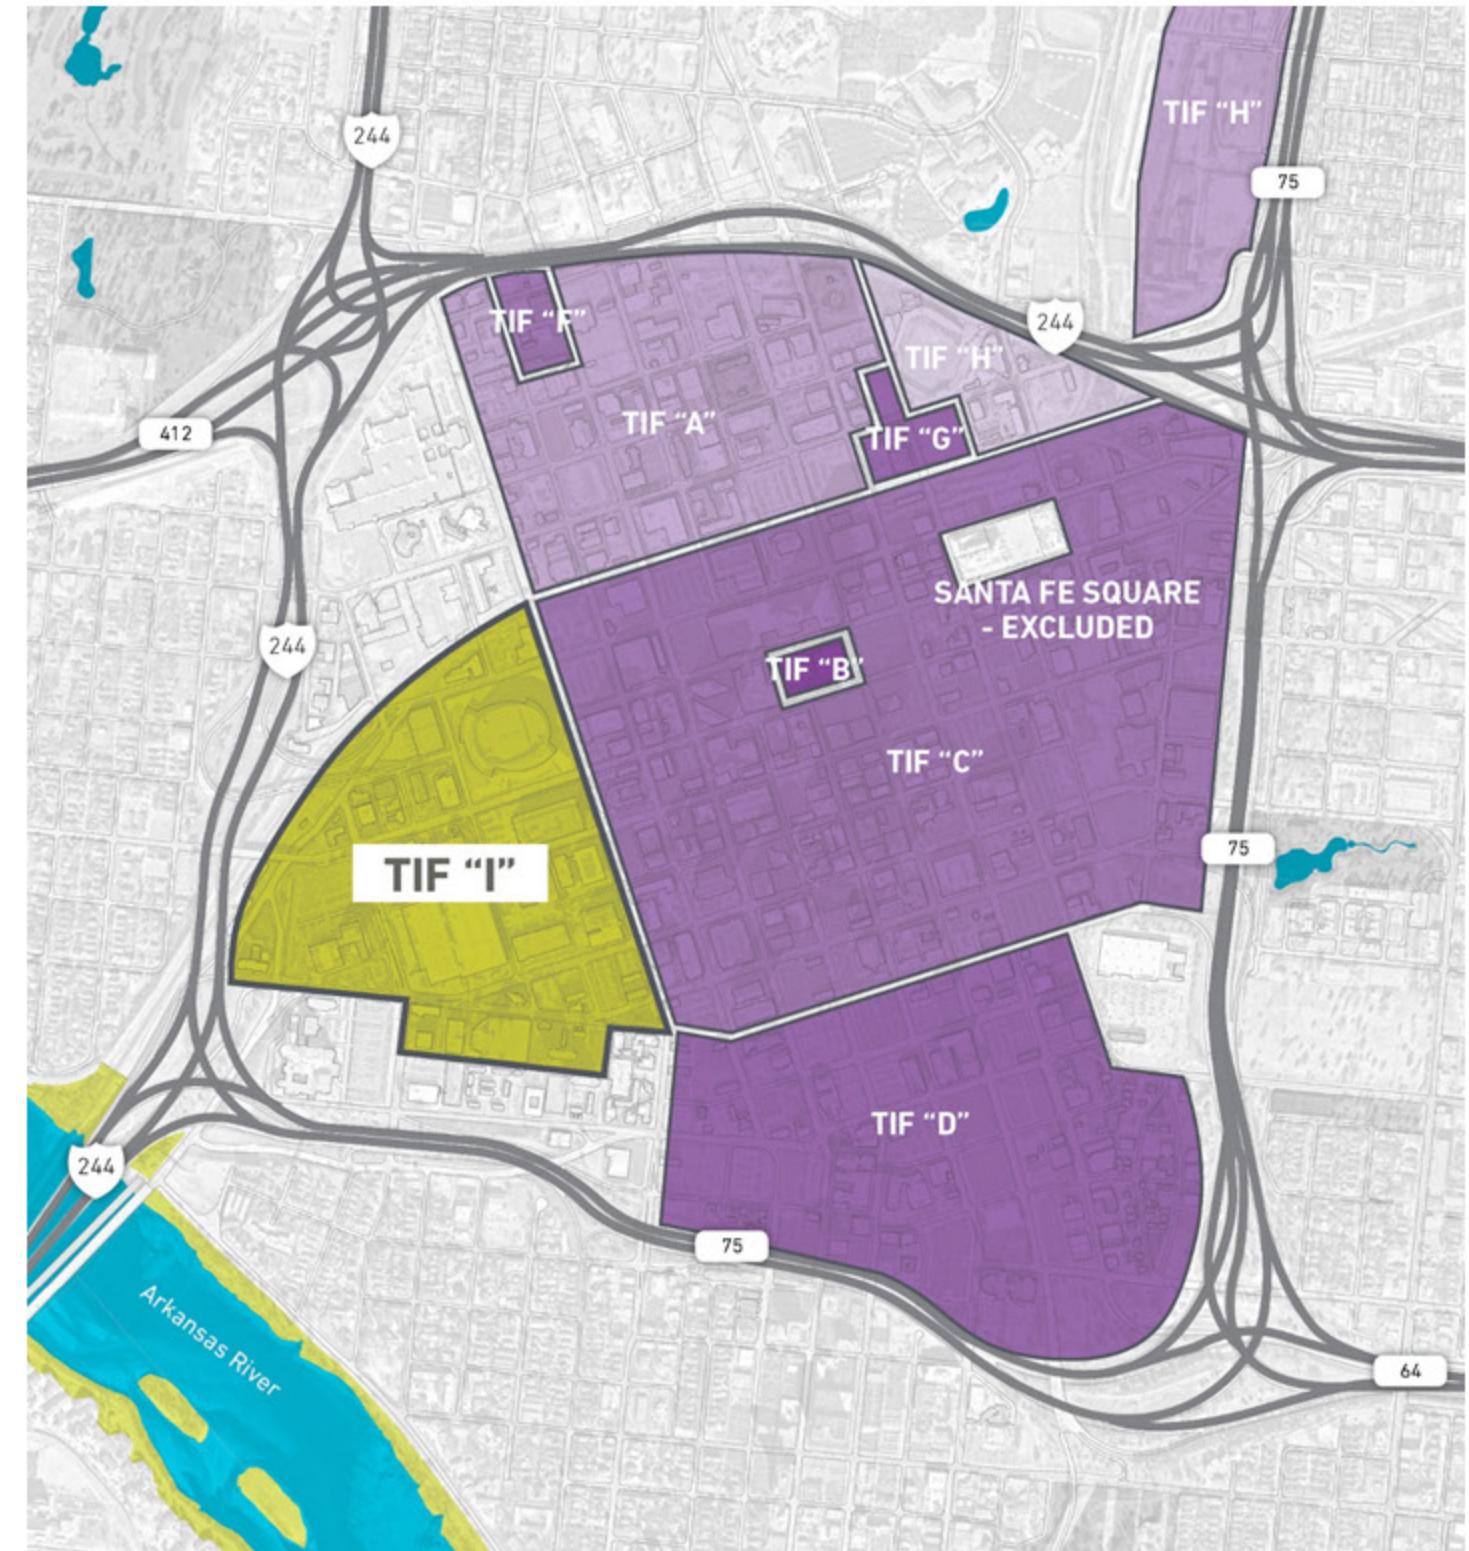 TIF “H”
244
75
TIF “F”
244
TIF “H”
TIF “A”
412
TIF “G”
SANTA FE SQUARE
- EXCLUDED
244
TIF “B”
TIF “C”
75
TIF “I”
TIF “D”
244
75
Arkansas River
64